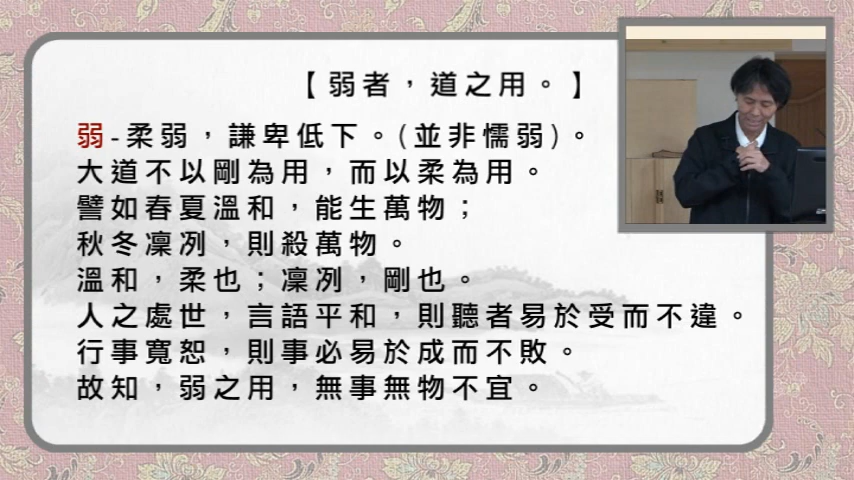 【弱者，道之用。】
弱-柔弱，謙卑低下。(並非懦弱)。
大道不以剛為用，而以柔為用。
譬如春夏溫和，能生萬物；
秋冬凜冽，則殺萬物。
溫和，柔也；凜冽，剛也。
人之處世，言語平和，則聽者易於受而不違。
行事寬恕，則事必易於成而不敗。
故知，弱之用，無事無物不宜。